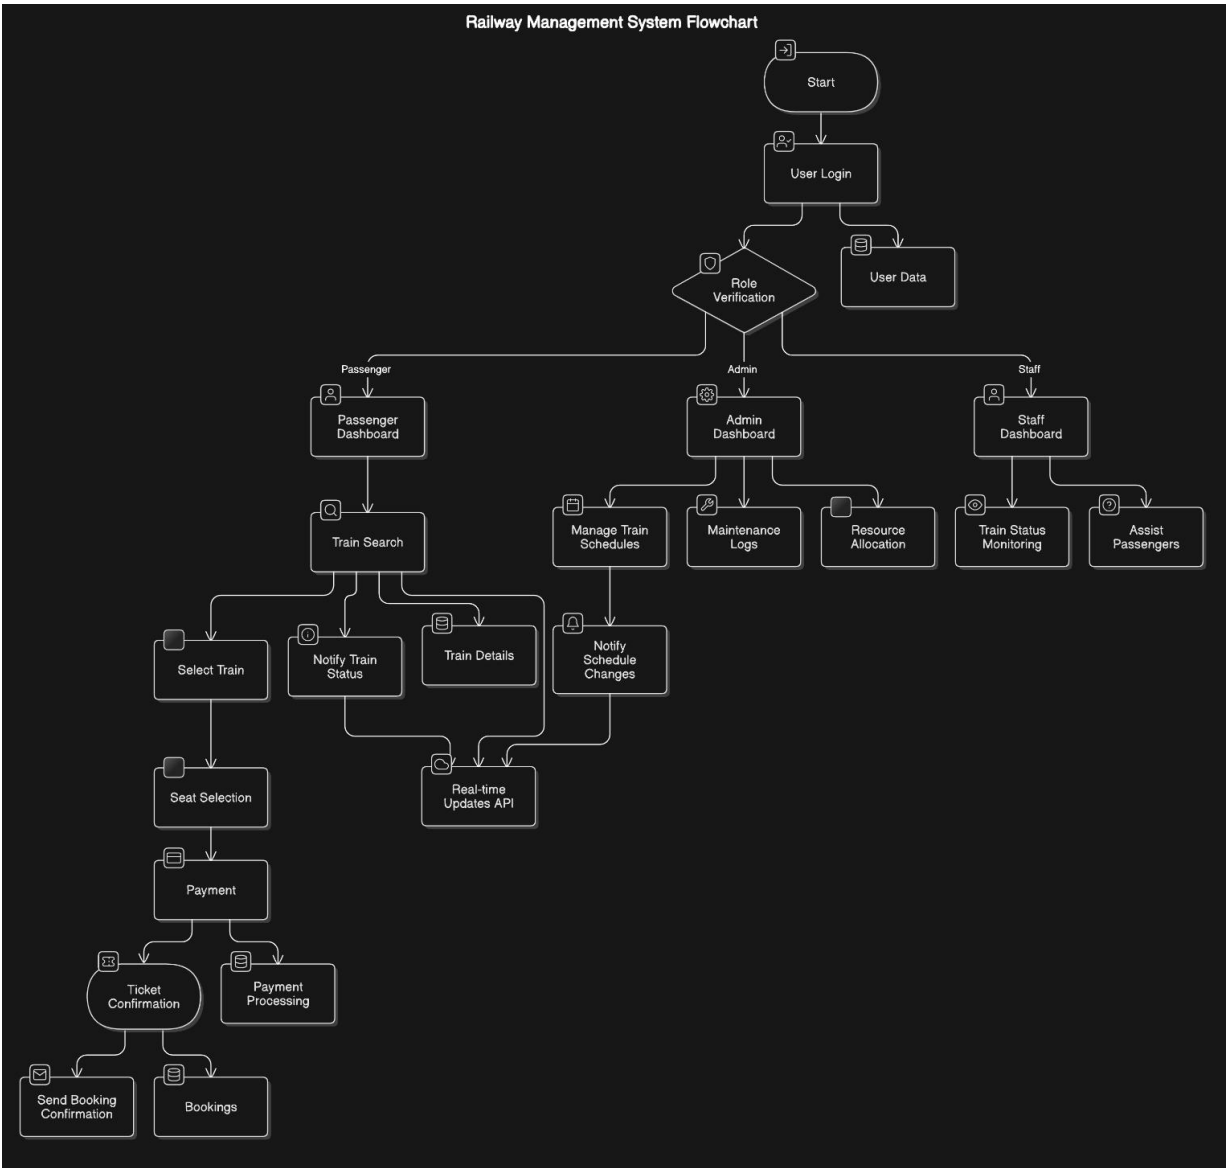 Railway Management System Flowchart
Start
User Login
User Data
Role
Verification
Passenger
Admin
Staff
Passenger
Dashboard
Admin
Dashboard
Staff
Dashboard
Train Search
Manage Train
Schedules
Maintenance
Logs
Resource
Allocation
Train Status
Monitoring
Assist
Passengers
Select Train
Notify Train
Status
Train Details
Notify
Schedule
Changes
Seat Selection
Real-time
Updates API
Payment
Ticket
Confirmation
Payment
Processing
Send Booking
Confirmation
Bookings